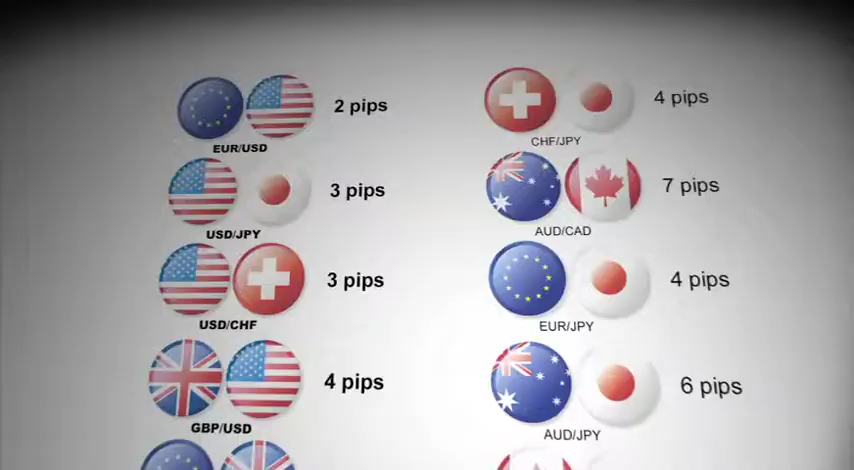 2 pips
EUR/USD
3 pips
USD/JPY
3 pips
USD/CHF
4 pips
GBP/USD
4 pips
CHF/JPY
7 pips
AUD/CAD
4 pips
EUR/JPY
6 pips
AUD/JPY